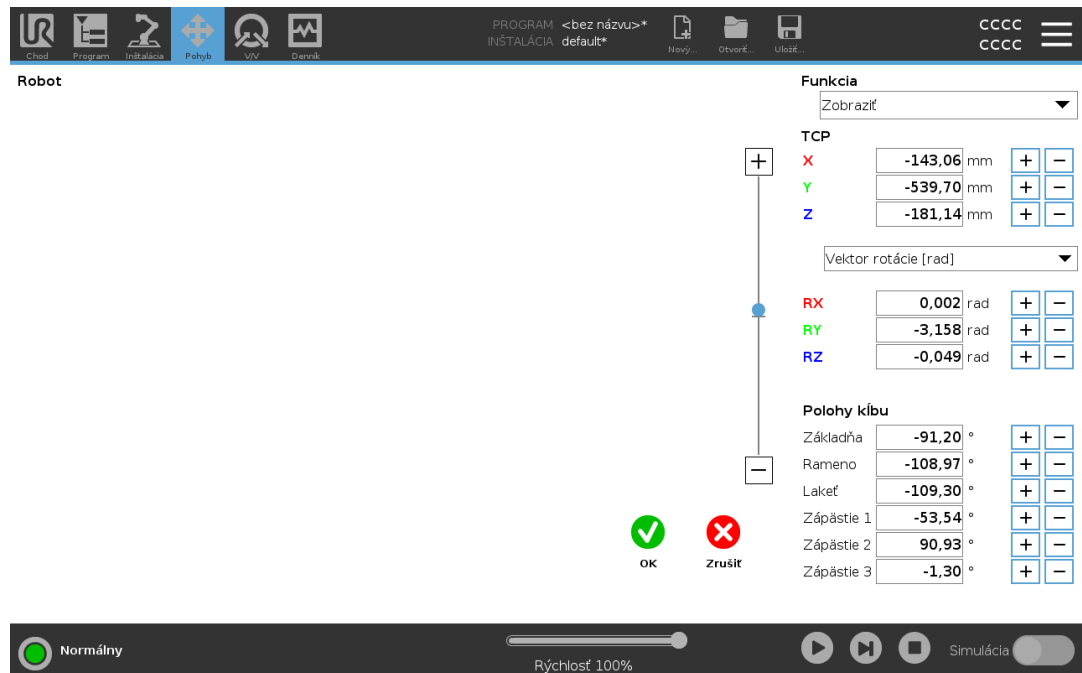 PROGRAM <bez názvu>*
INŠTALÁCIA default*
CCCC
CCCC
Chod Program Inštalácia Pohyb V/V Denník Nový... Otvoriť... Uložiť...
Robot
Funkcia
Zobraziť
TCP
X -143,06 mm + −
Y -539,70 mm + −
Z -181,14 mm + −
Vektor rotácie [rad]
RX 0,002 rad + −
RY -3,158 rad + −
RZ -0,049 rad + −
Polohy kĺbu
Základňa -91,20 ° + −
Rameno -108,97 ° + −
Lakeť -109,30 ° + −
Zápästie 1 -53,54 ° + −
Zápästie 2 90,93 ° + −
Zápästie 3 -1,30 ° + −
OK Zrušiť
Normálny
Rýchlosť 100%
Simulácia